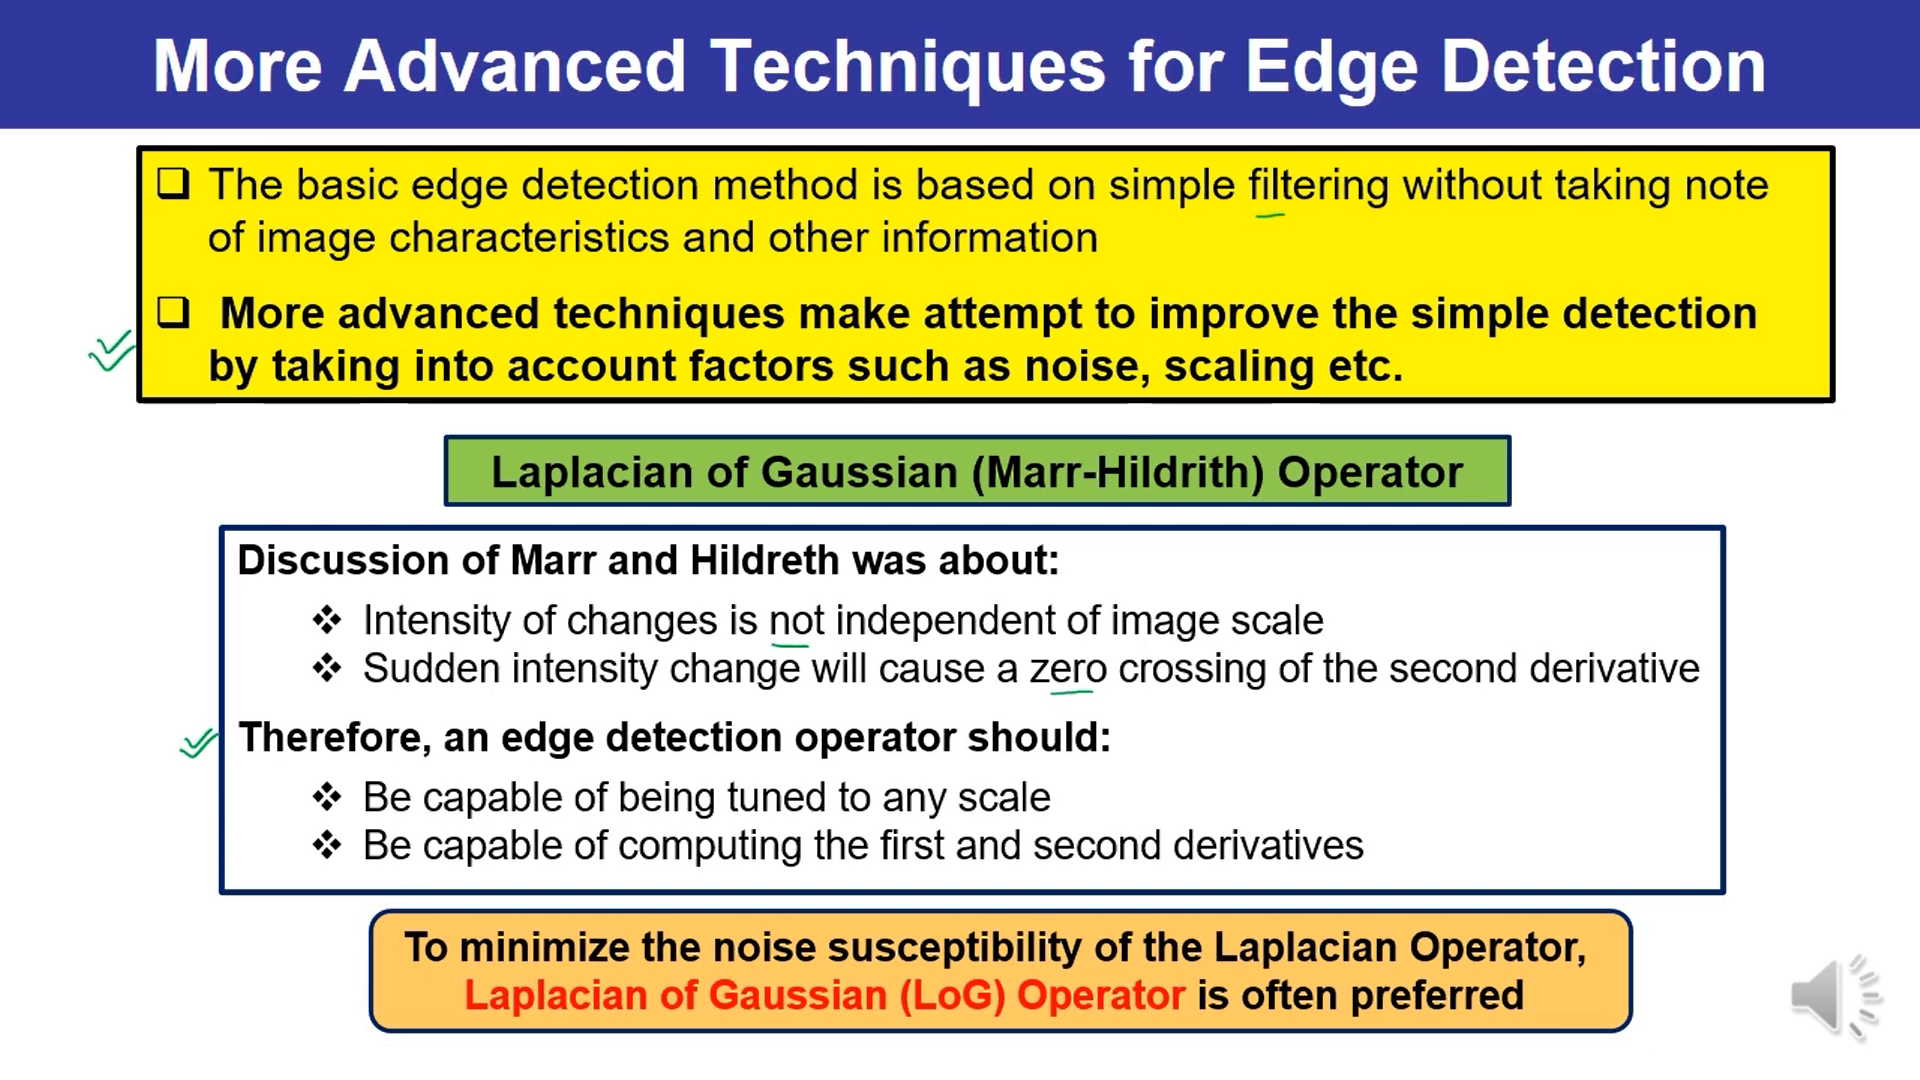 More Advanced Techniques for Edge Detection
The basic edge detection method is based on simple filtering without taking note
of image characteristics and other information
More advanced techniques make attempt to improve the simple detection
by taking into account factors such as noise, scaling etc.
Laplacian of Gaussian (Marr-Hildrith) Operator
Discussion of Marr and Hildreth was about:
Intensity of changes is not independent of image scale
Sudden intensity change will cause a zero crossing of the second derivative
Therefore, an edge detection operator should:
Be capable of being tuned to any scale
Be capable of computing the first and second derivatives
To minimize the noise susceptibility of the Laplacian Operator,
Laplacian of Gaussian (LoG) Operator is often preferred